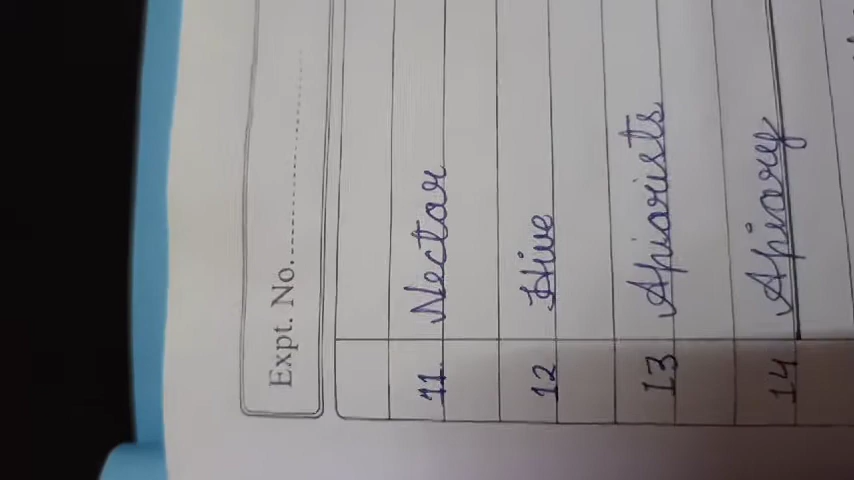 Expt. No.
11 Nectar
12 Hive
13 Apiarists
14 Apiary